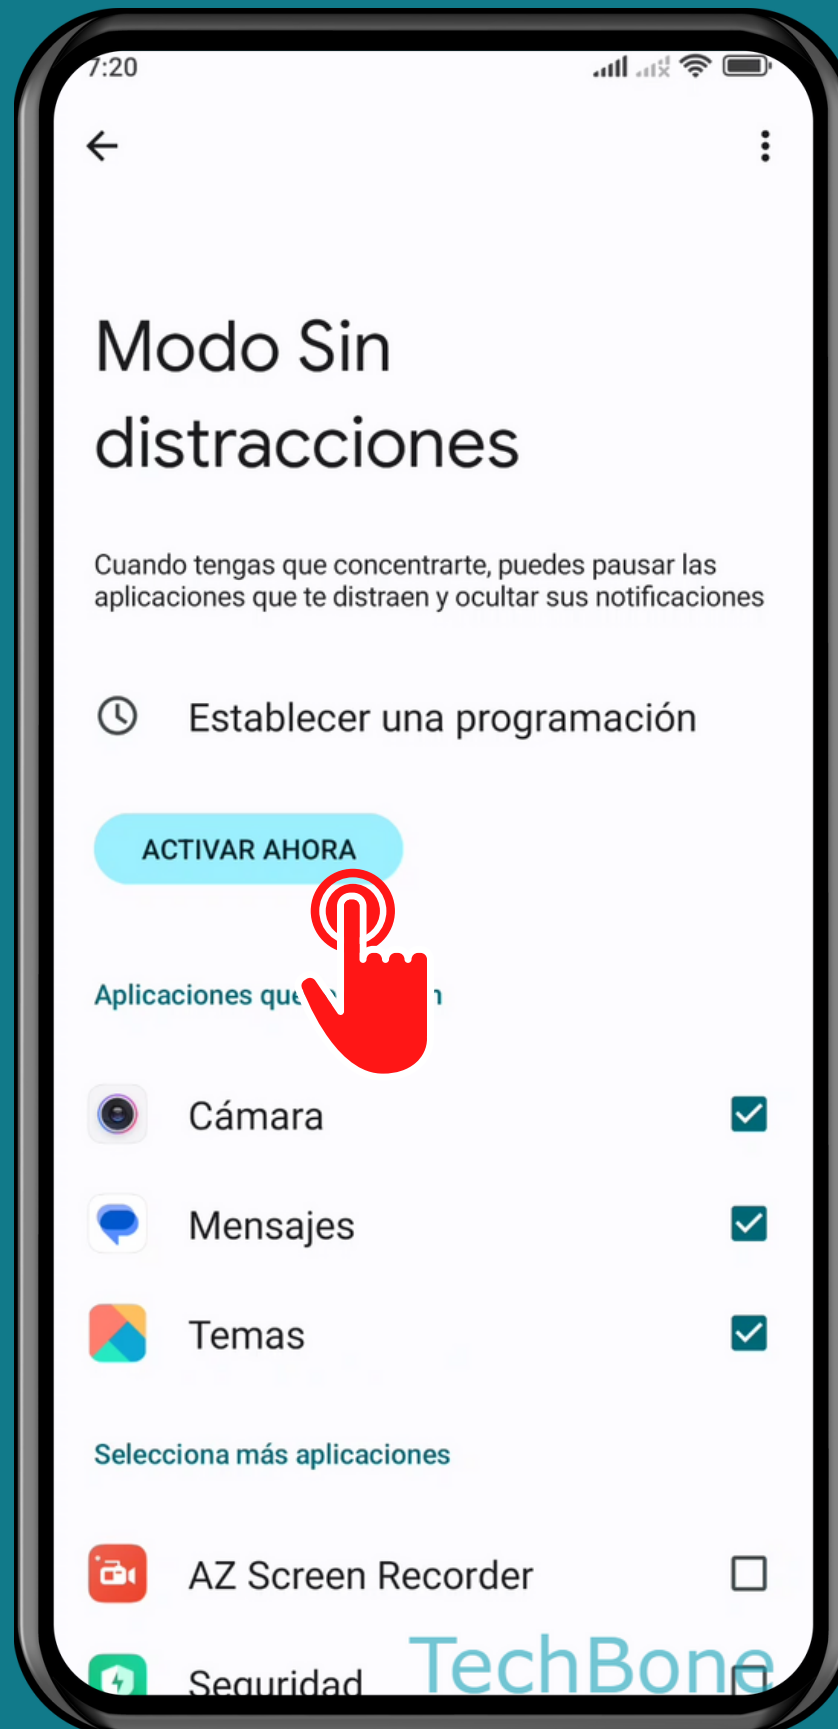 7:20
Modo Sin
distracciones
Cuando tengas que concentrarte, puedes pausar las
aplicaciones que te distraen y ocultar sus notificaciones
Establecer una programación
ACTIVAR AHORA
Aplicaciones que
Cámara
Mensajes
Temas
Selecciona más aplicaciones
AZ Screen Recorder
Seguridad
TechBone